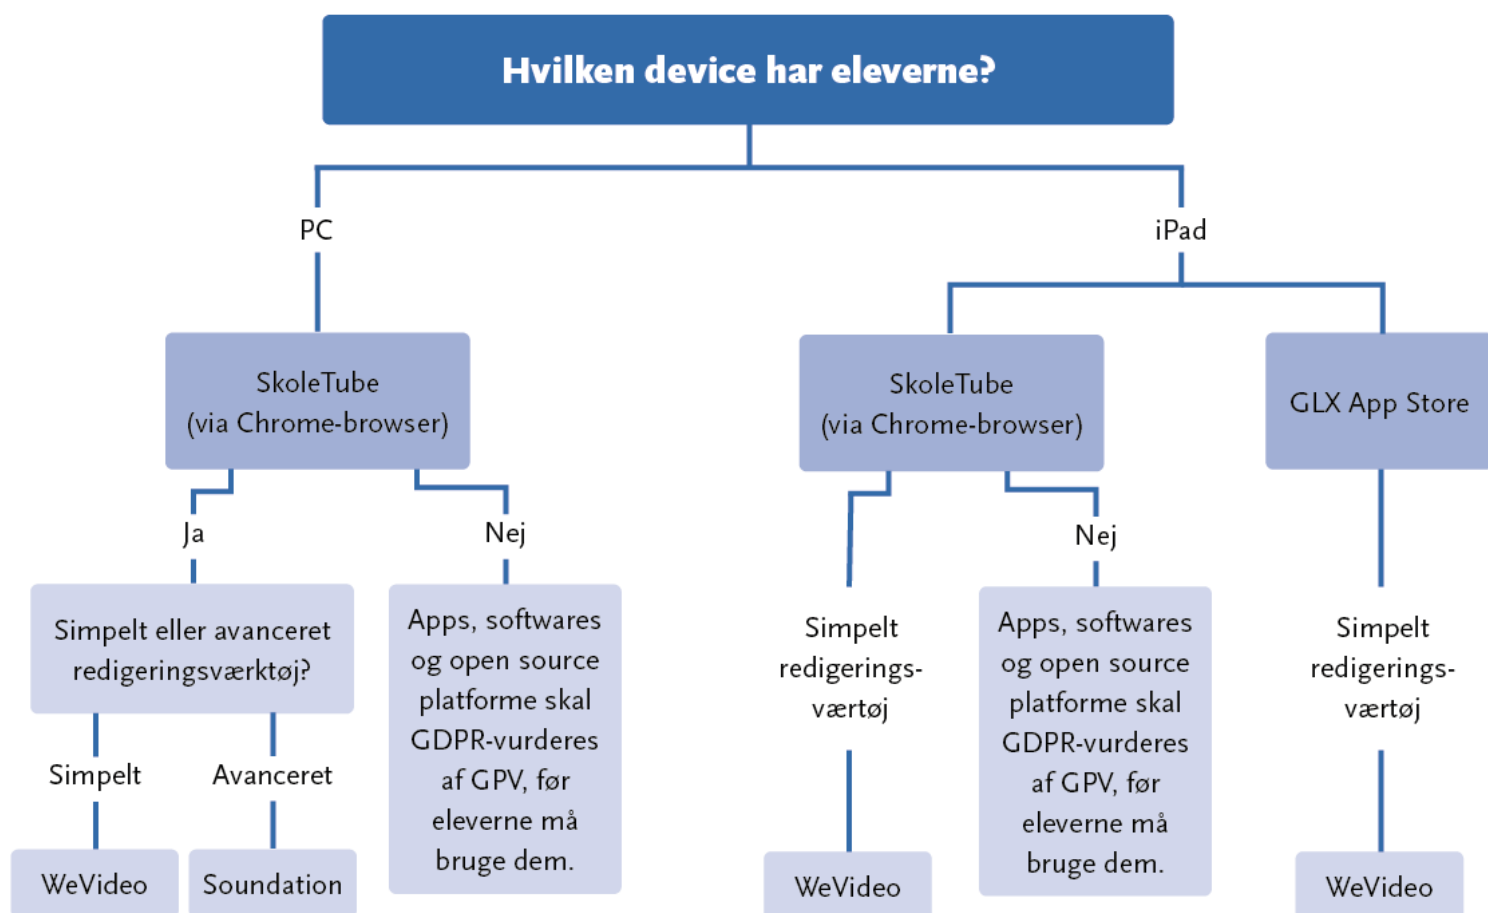 Hvilken device har eleverne?
PC
iPad
SkoleTube
(via Chrome-browser)
SkoleTube
(via Chrome-browser)
GLX App Store
Ja
Nej
Nej
Simpelt eller avanceret
redigeringsværktøj?
Apps, softwares
og open source
platforme skal
GDPR-vurderes
af GPV, før
eleverne må
bruge dem.
Simpelt
redigerings-
værtøj
Apps, softwares
og open source
platforme skal
GDPR-vurderes
af GPV, før
eleverne må
bruge dem.
Simpelt
redigerings-
værtøj
Simpelt
Avanceret
WeVideo
Soundation
WeVideo
WeVideo